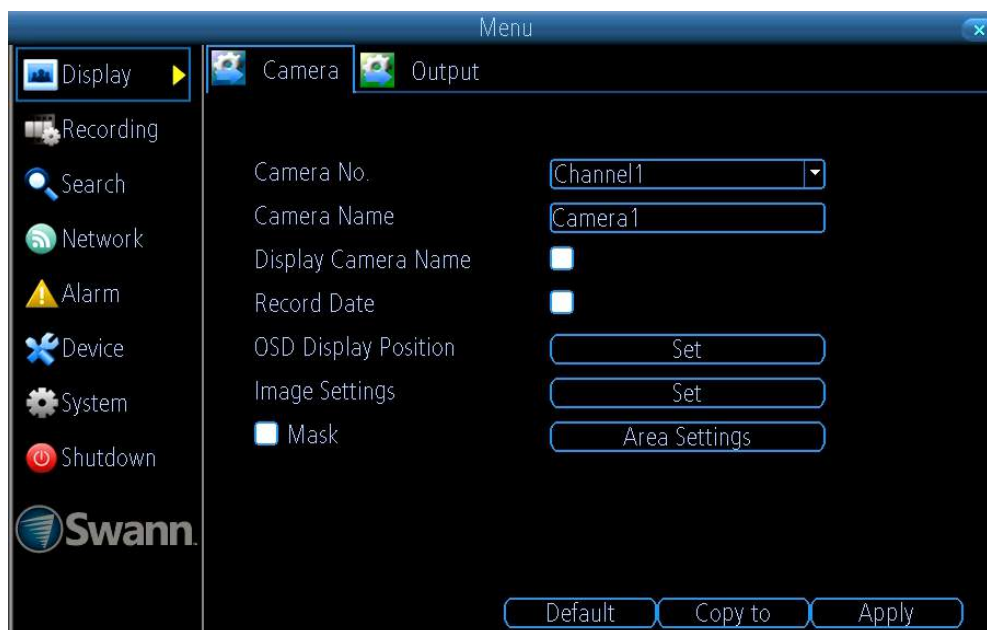 Menu
Display
Recording
Search
Network
Alarm
Device
System
Shutdown
Swann
Camera
Output
Camera No.
Channel1
Camera Name
Camera1
Display Camera Name
Record Date
OSD Display Position
Set
Image Settings
Set
Mask
Area Settings
Default
Copy to
Apply